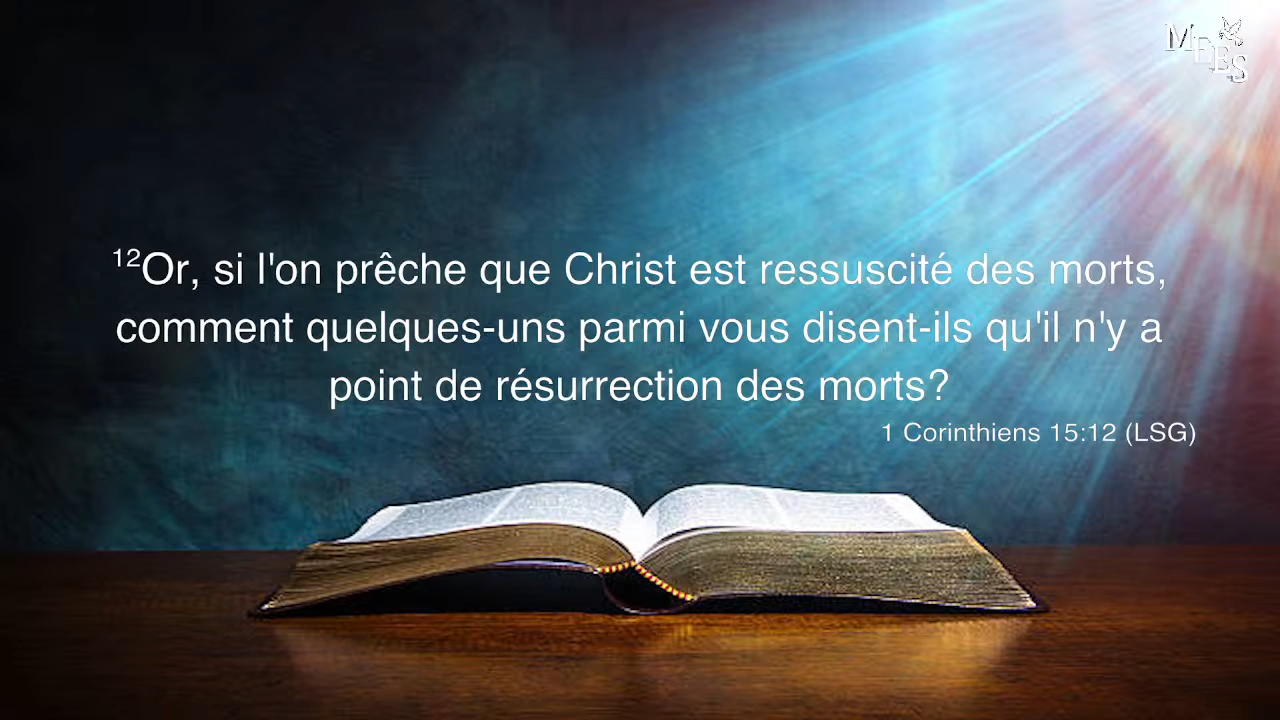 MEBS
¹²Or, si l'on prêche que Christ est ressuscité des morts,
comment quelques-uns parmi vous disent-ils qu'il n'y a
point de résurrection des morts?
1 Corinthiens 15:12 (LSG)